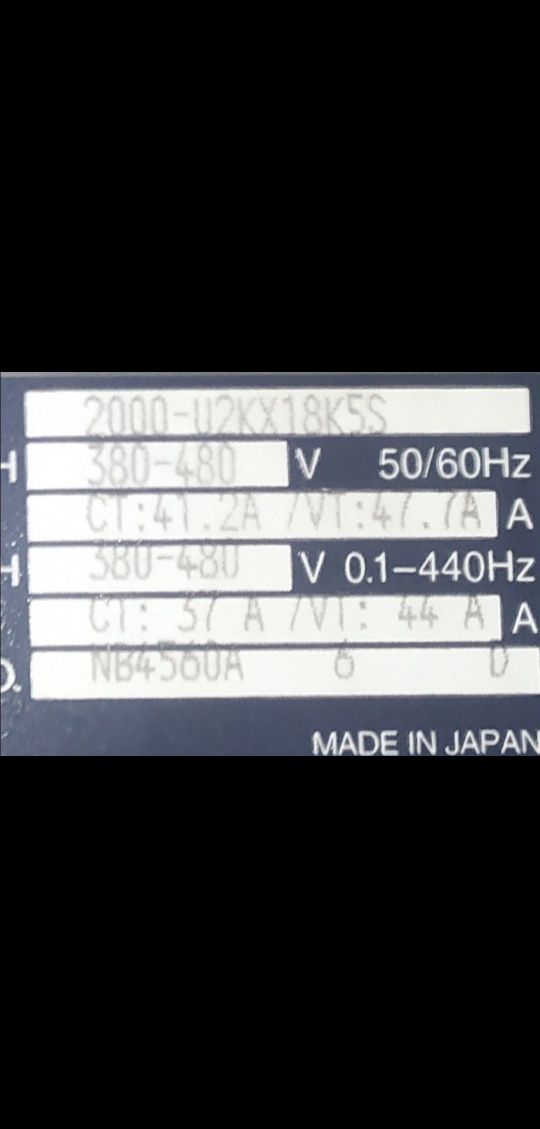 2000-U2KX18K5S
H 380-480 V 50/60Hz
CT:41.2A /VT:47.7A A
H 380-480 V 0.1–440Hz
CT: 37 A /VT: 44 A A
O. NB4560A 6 D
MADE IN JAPAN